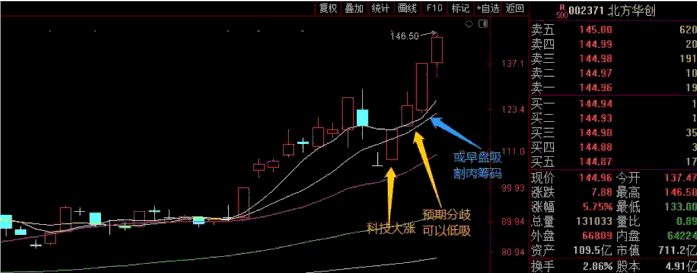 复权 叠加 统计 画线 F10 标记 *自选 返回
R 500 002371 北方华创
卖五 145.00 620
卖四 144.99 20
卖三 144.98 191
卖二 144.97 10
卖一 144.96 19
买一 144.94 1
买二 144.93 1
买三 144.90 35
买四 144.88 3
买五 144.87 17
现价 144.96 今开 137.47
涨跌 7.88 最高 146.50
涨幅 5.75% 最低 133.00
总量 131033 量比 0.89
外盘 66809 内盘 64224
资产 109.5亿 市值 711.2亿
换手 2.86% 股本 4.91亿
146.50
137.1
123.4
111.0
99.93
89.94
80.94
或早盘吸
割肉筹码
预期分歧
可以低吸
科技大涨